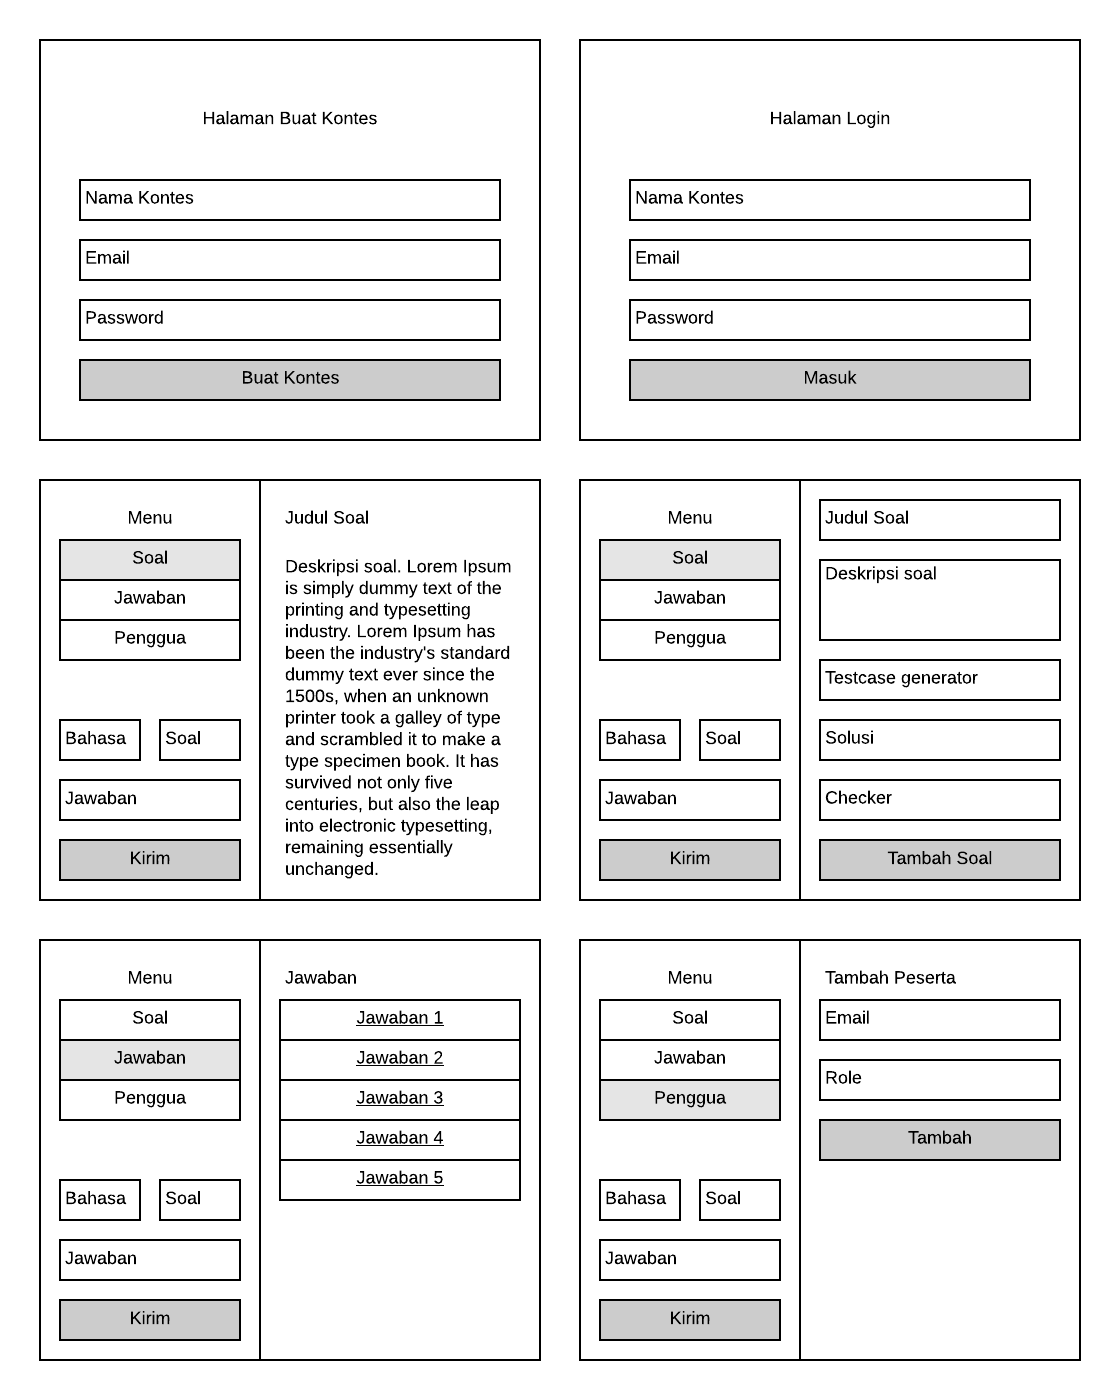 Halaman Buat Kontes
Nama Kontes
Email
Password
Buat Kontes
Halaman Login
Nama Kontes
Email
Password
Masuk
Menu
Soal
Jawaban
Penggua
Bahasa
Soal
Jawaban
Kirim
Judul Soal
Deskripsi soal. Lorem Ipsum
is simply dummy text of the
printing and typesetting
industry. Lorem Ipsum has
been the industry's standard
dummy text ever since the
1500s, when an unknown
printer took a galley of type
and scrambled it to make a
type specimen book. It has
survived not only five
centuries, but also the leap
into electronic typesetting,
remaining essentially
unchanged.
Menu
Soal
Jawaban
Penggua
Bahasa
Soal
Jawaban
Kirim
Judul Soal
Deskripsi soal
Testcase generator
Solusi
Checker
Tambah Soal
Menu
Soal
Jawaban
Penggua
Bahasa
Soal
Jawaban
Kirim
Jawaban
Jawaban 1
Jawaban 2
Jawaban 3
Jawaban 4
Jawaban 5
Menu
Soal
Jawaban
Penggua
Bahasa
Soal
Jawaban
Kirim
Tambah Peserta
Email
Role
Tambah